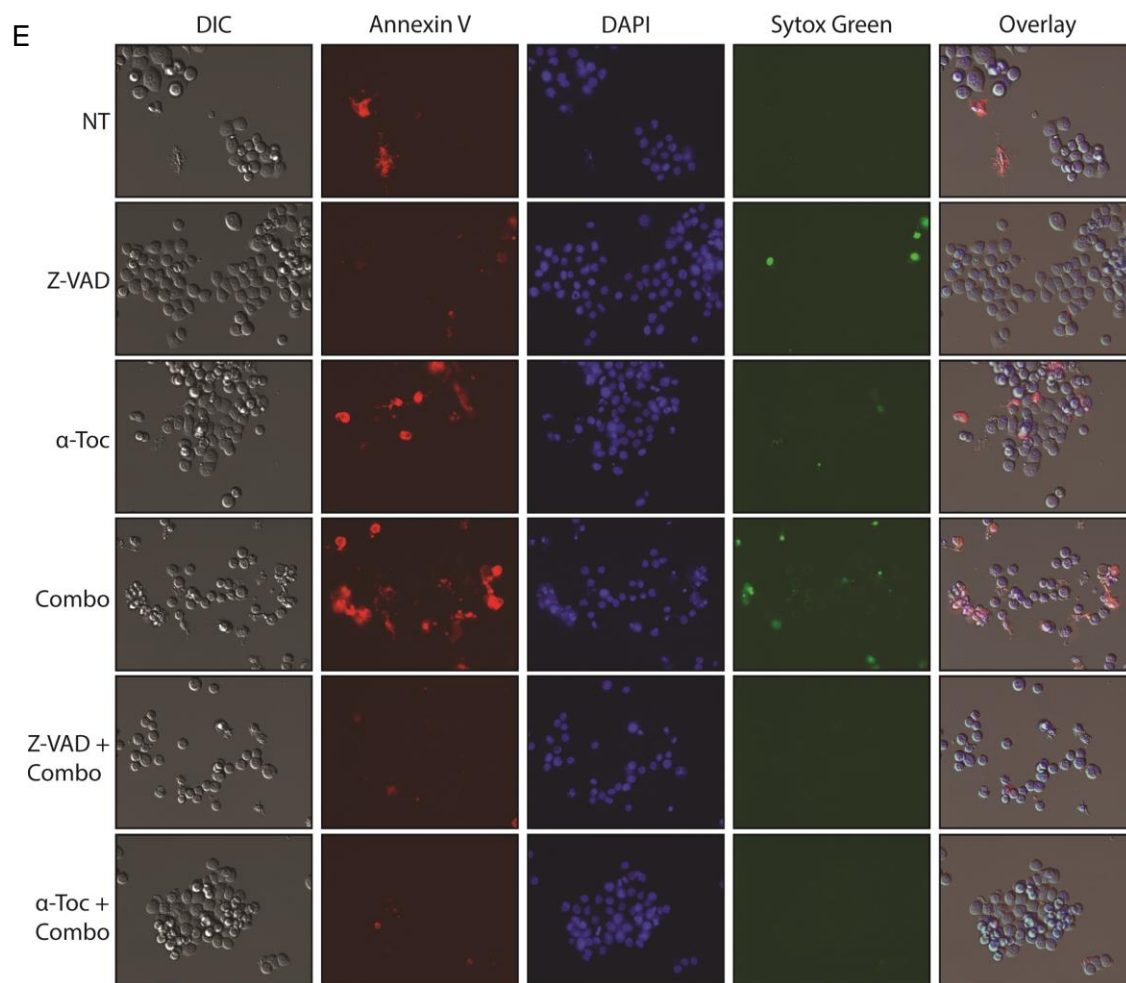 E
DIC Annexin V DAPI Sytox Green Overlay
NT
Z-VAD
α-Toc
Combo
Z-VAD +
Combo
α-Toc +
Combo